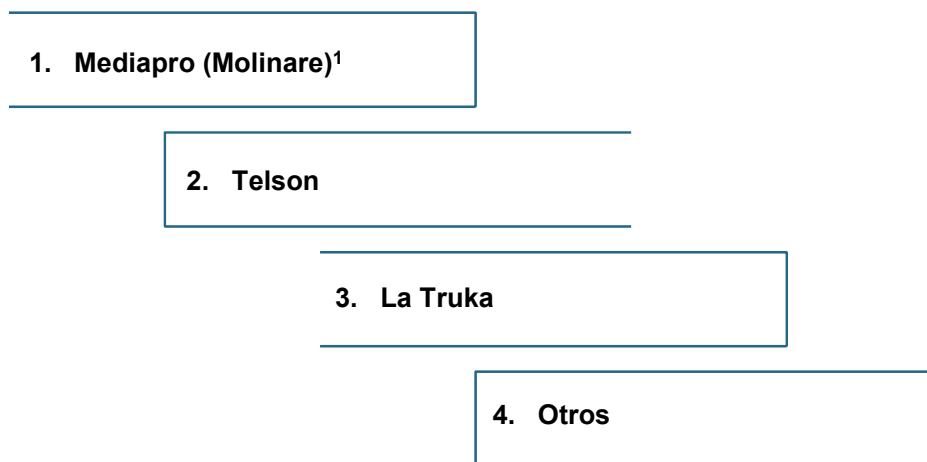 1. Mediapro (Molinare)¹
2. Telson
3. La Truka
4. Otros